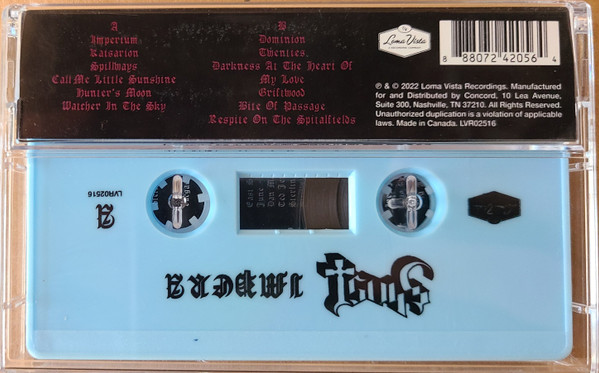 A
Imperium
Kaisarion
Spillways
Call Me Little Sunshine
Hunter's Moon
Watcher In The Sky
B
Dominion
Twenties
Darkness At The Heart Of
My Love
Griftwood
Bite Of Passage
Respite On The Spitalfields
Loma Vista
8 88072 42056 4
℗ & © 2022 Loma Vista Recordings. Manufactured
for and Distributed by Concord, 10 Lea Avenue,
Suite 300, Nashville, TN 37210. All Rights Reserved.
Unauthorized duplication is a violation of applicable
laws. Made in Canada. LVR02516
A
LVR02516
Ghost
IMPERA